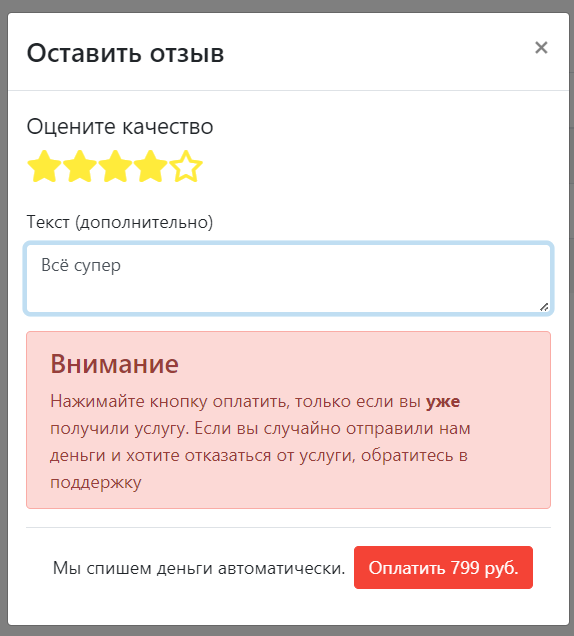 Оставить отзыв
×
Оцените качество
Текст (дополнительно)
Всё супер
Внимание
Нажимайте кнопку оплатить, только если вы уже
получили услугу. Если вы случайно отправили нам
деньги и хотите отказаться от услуги, обратитесь в
поддержку
Мы спишем деньги автоматически. Оплатить 799 руб.